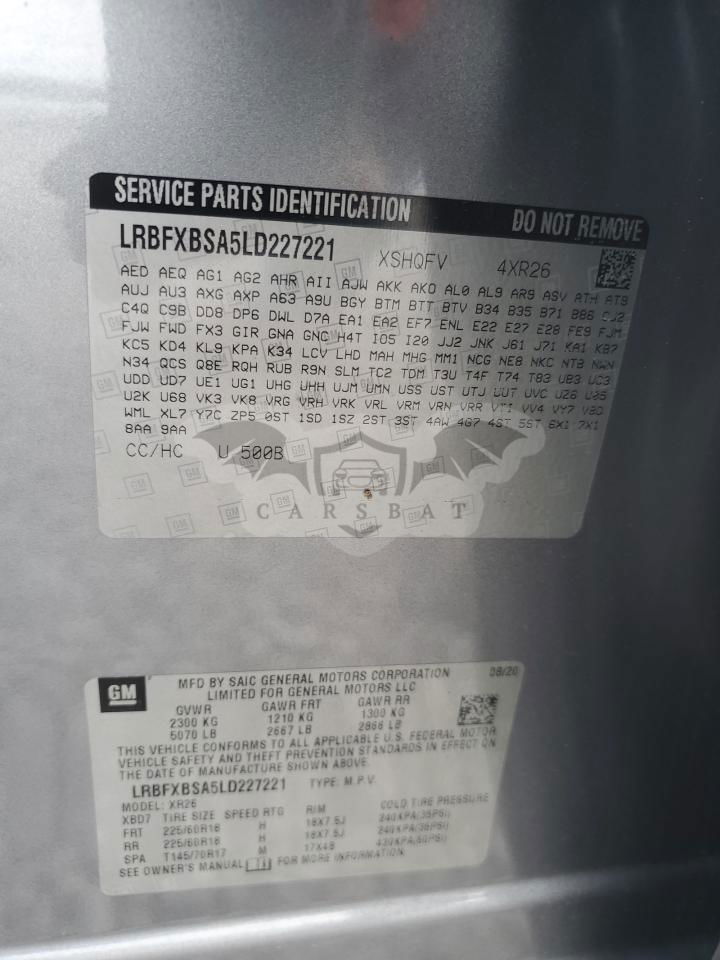 SERVICE PARTS IDENTIFICATION DO NOT REMOVE
LRBFXBSA5LD227221 XSHQFV 4XR26
AED AEQ AG1 AG2 AHR AII AJW AKK AKO AL0 AL9 AR9 ASV ATH AT9
AUJ AU3 AXG AXP A63 A9U BGY BTM BTT BTV B34 B35 B71 B86 CJ2
C4Q C9B DD8 DP6 DWL D7A EA1 EA2 EF7 ENL E22 E27 E28 FE9 FJM
FJW FWD FX3 GIR GNA GNC H4T IO5 I20 JJ2 JNK J61 J71 KA1 KB7
KC5 KD4 KL9 KPA K34 LCV LHD MAH MHG MM1 NCG NE8 NKC NT8 NWN
N34 QCS Q8E RQH RUB R9N SLM TC2 TDM T3U T4F T74 T83 UB3 UC3
UDD UD7 UE1 UG1 UHG UHH UJM UMN USS UST UTJ UUT UVC U26 U05
U2K U68 VK3 VK8 VRG VRH VRK VRL VRM VRN VRR VTI VV4 VY7 V8D
WML XL7 Y7C ZP5 0ST 1SD 1SZ 2ST 3ST 4AW 4G7 4ST 5ST 6X1 7X1
8AA 9AA
CC/HC U 500B
CARSBAT
GM MFD BY SAIC GENERAL MOTORS CORPORATION 08/20
LIMITED FOR GENERAL MOTORS LLC
GVWR GAWR FRT GAWR RR
2300 KG 1210 KG 1300 KG
5070 LB 2667 LB 2866 LB
THIS VEHICLE CONFORMS TO ALL APPLICABLE U.S. FEDERAL MOTOR
VEHICLE SAFETY AND THEFT PREVENTION STANDARDS IN EFFECT ON
THE DATE OF MANUFACTURE SHOWN ABOVE.
LRBFXBSA5LD227221 TYPE: M.P.V.
MODEL: XR26
XBD7 TIRE SIZE SPEED RTG RIM COLD TIRE PRESSURE
FRT 225/60R18 H 18X7.5J 240KPA(35PSI)
RR 225/60R18 H 18X7.5J 240KPA(35PSI)
SPA T145/70R17 M 17X4B 420KPA(60PSI)
SEE OWNER'S MANUAL FOR MORE INFORMATION